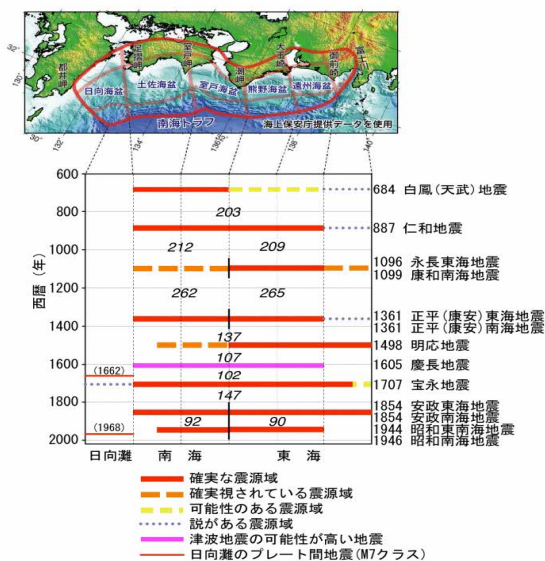 都井岬
足摺岬
室戸岬
潮岬
大王崎
御前崎
富士川
日向海盆
土佐海盆
室戸海盆
熊野海盆
遠州海盆
南海トラフ
海上保安庁提供データを使用
132
134
136
138
140
西暦(年)
600
800
1000
1200
1400
1600
1800
2000
684 白鳳(天武)地震
203
887 仁和地震
212
209
1096 永長東海地震
1099 康和南海地震
262
265
1361 正平(康安)東海地震
1361 正平(康安)南海地震
137
1498 明応地震
107
1605 慶長地震
(1662)
102
1707 宝永地震
147
1854 安政東海地震
1854 安政南海地震
92
90
1944 昭和東南海地震
1946 昭和南海地震
(1968)
日向灘 南 海 東 海
確実な震源域
確実視されている震源域
可能性のある震源域
説がある震源域
津波地震の可能性が高い地震
日向灘のプレート間地震(M7クラス)